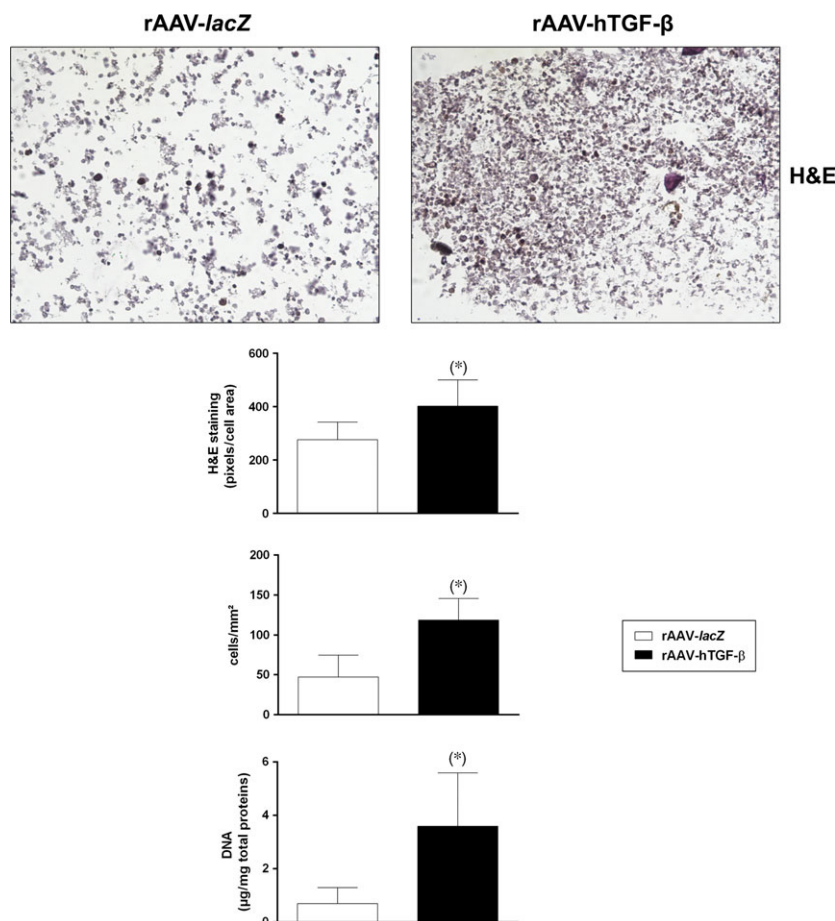 rAAV-lacZ
rAAV-hTGF-β
H&E
H&E staining
(pixels/cell area)
600
400
200
0
(*)
cells/mm²
200
150
100
50
0
(*)
rAAV-lacZ
rAAV-hTGF-β
DNA
(µg/mg total proteins)
6
4
2
0
(*)